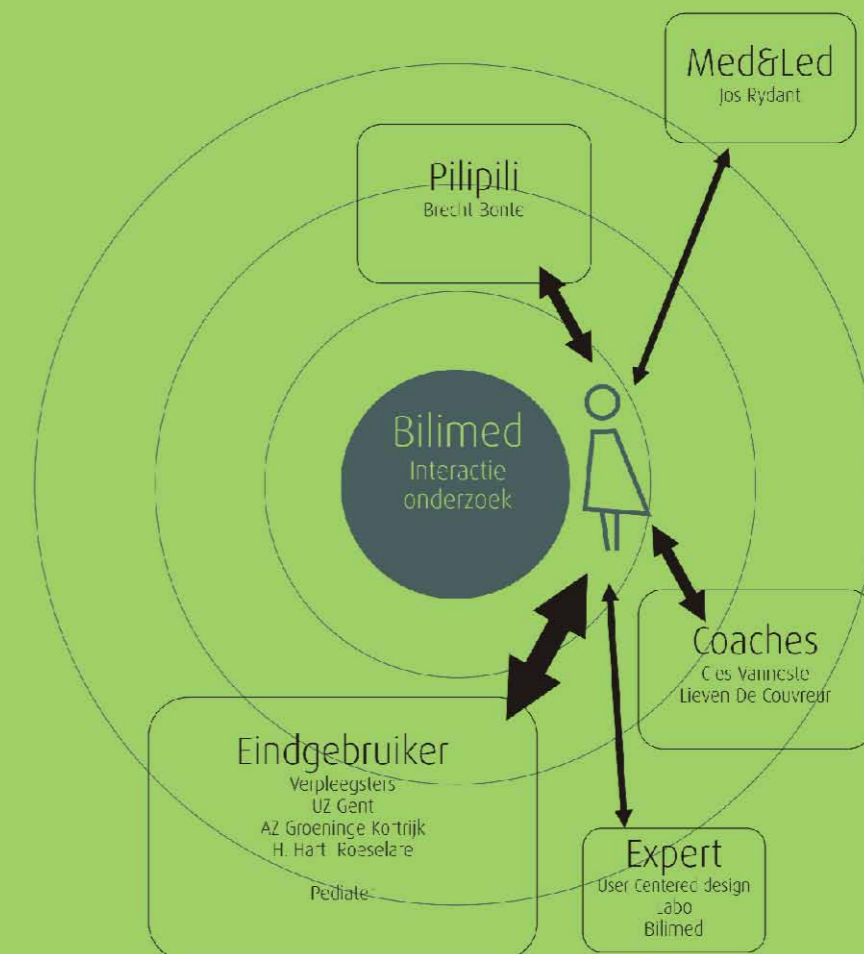 Med&Led
Jos Rydant
Pilipili
Brecht Bonte
Bilimed
Interactie
onderzoek
Coaches
Vanneste
Lieven De Couvreur
Eindgebruiker
Verpleegsters
UZ Gent
AZ Groeninge Kortrijk
H. Hart Roeselare
Expert
User Centered design
Labo
Bilimed